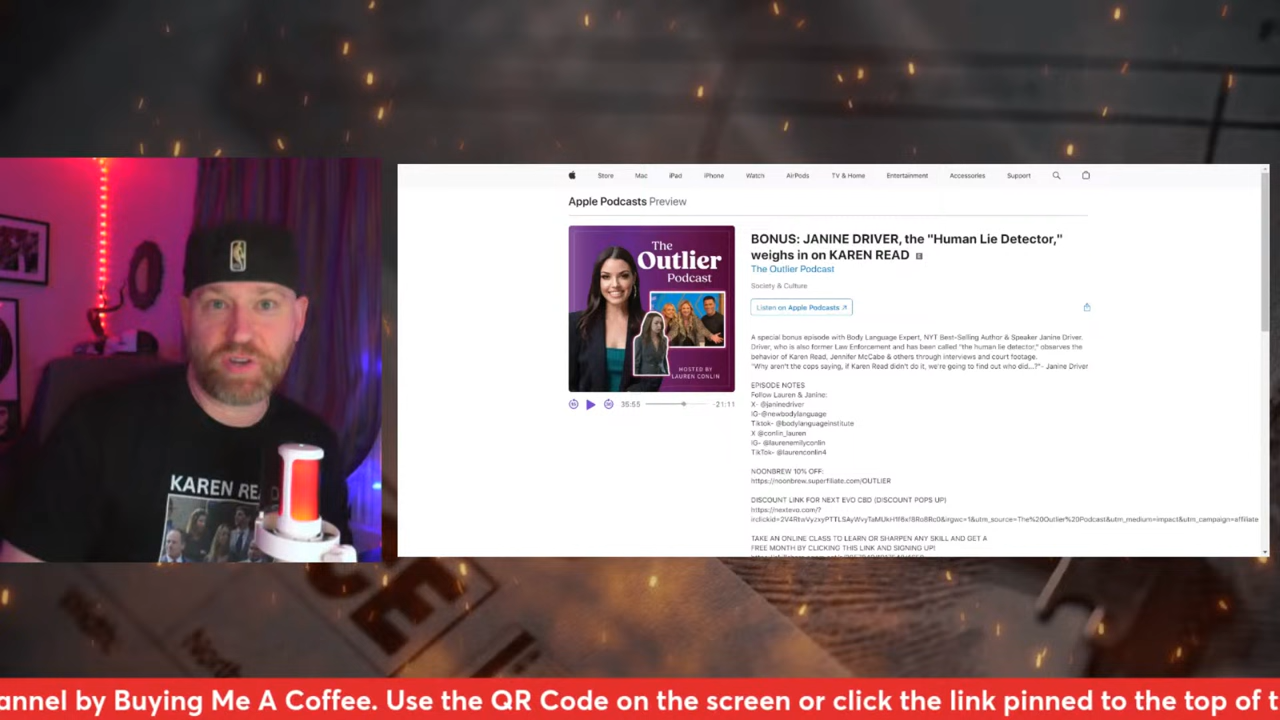 Store Mac iPad iPhone Watch AirPods TV & Home Entertainment Accessories Support
Apple Podcasts Preview
The
Outlier
Podcast
HOSTED BY
LAUREN CONLIN
35:55 -21:11
BONUS: JANINE DRIVER, the "Human Lie Detector,"
weighs in on KAREN READ
The Outlier Podcast
Society & Culture
Listen on Apple Podcasts ↗
A special bonus episode with Body Language Expert, NYT Best-Selling Author & Speaker Janine Driver.
Driver, who is also former Law Enforcement and has been called "the human lie detector," observes the
behavior of Karen Read, Jennifer McCabe & others through interviews and court footage.
"Why aren't the cops saying, if Karen Read didn't do it, we're going to find out who did...?"- Janine Driver
EPISODE NOTES
Follow Lauren & Janine:
X- @janinedriver
IG-@newbodylanguage
Tiktok- @bodylanguageinstitute
X @conlin_lauren
IG- @laurenemilyconlin
TikTok- @laurenconlin4
NOONBREW 10% OFF:
https://noonbrew.superfiliate.com/OUTLIER
DISCOUNT LINK FOR NEXT EVO CBD (DISCOUNT POPS UP)
https://nextevo.com/?
TAKE AN ONLINE CLASS TO LEARN OR SHARPEN ANY SKILL AND GET A
FREE MONTH BY CLICKING THIS LINK AND SIGNING UP!
KAREN RE
annel by Buying Me A Coffee. Use the QR Code on the screen or click the link pinned to the top of t